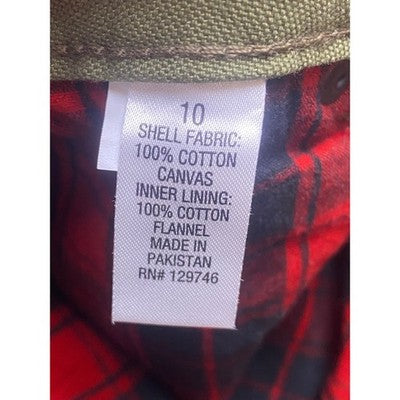 10
SHELL FABRIC:
100% COTTON
CANVAS
INNER LINING:
100% COTTON
FLANNEL
MADE IN
PAKISTAN
RN# 129746